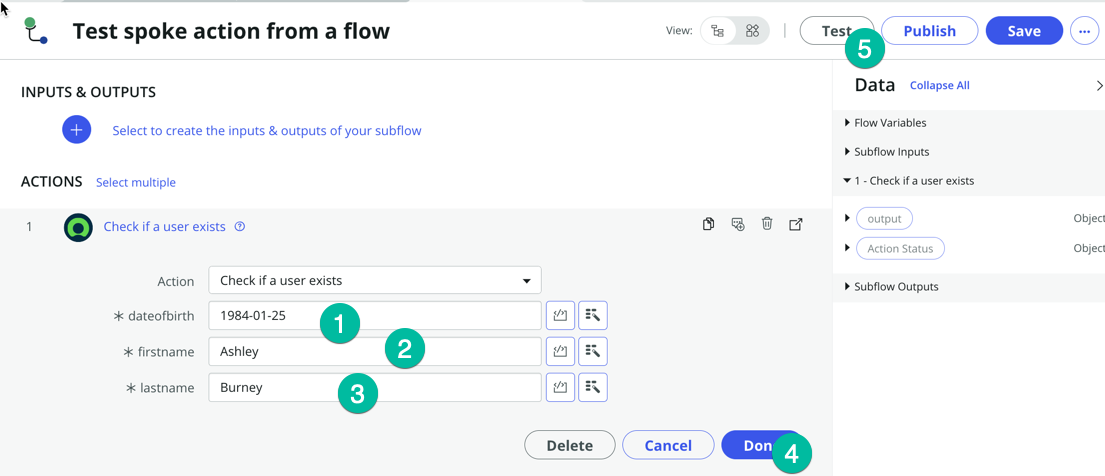 Test spoke action from a flow
View:
Test
Publish
Save
5
INPUTS & OUTPUTS
Select to create the inputs & outputs of your subflow
ACTIONS Select multiple
1 Check if a user exists
Action Check if a user exists
* dateofbirth 1984-01-25
1
* firstname Ashley
2
* lastname Burney
3
Delete Cancel Don
4
Data Collapse All
Flow Variables
Subflow Inputs
1 - Check if a user exists
output Object
Action Status Object
Subflow Outputs